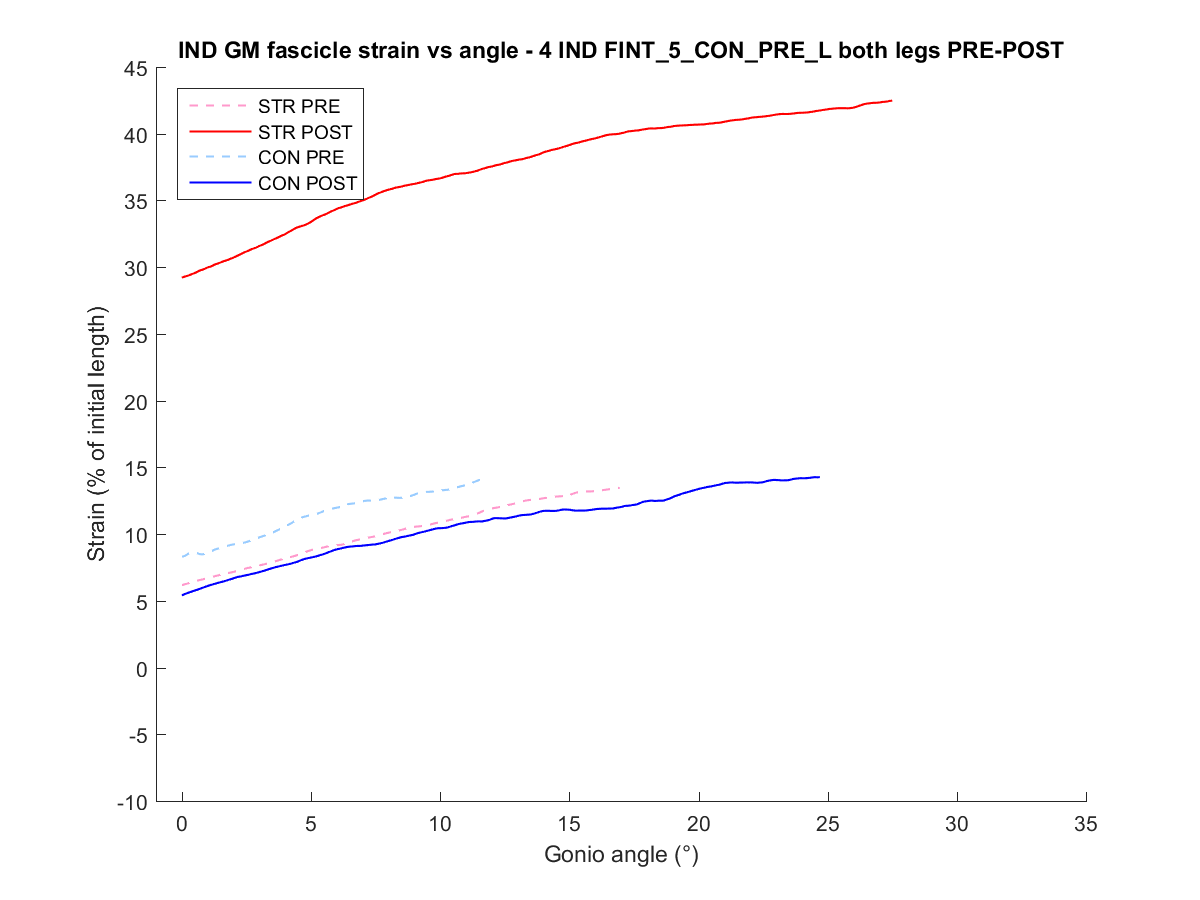 IND GM fascicle strain vs angle - 4 IND FINT_5_CON_PRE_L both legs PRE-POST
STR PRE
STR POST
CON PRE
CON POST
45
40
35
30
25
20
15
10
5
0
-5
-10
Strain (% of initial length)
0
5
10
15
20
25
30
35
Gonio angle (°)